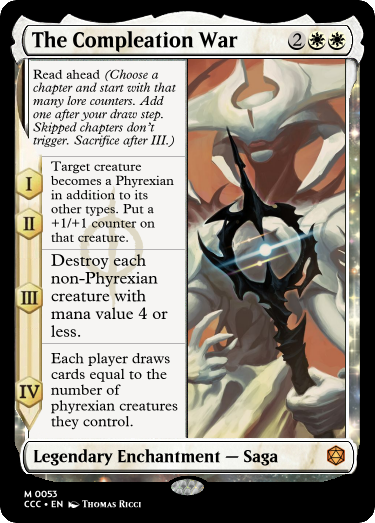 The Compleation War 2
Read ahead (Choose a
chapter and start with that
many lore counters. Add
one after your draw step.
Skipped chapters don't
trigger. Sacrifice after III.)
I
II
Target creature
becomes a Phyrexian
in addition to its
other types. Put a
+1/+1 counter on
that creature.
III
Destroy each
non-Phyrexian
creature with
mana value 4 or
less.
IV
Each player draws
cards equal to the
number of
phyrexian creatures
they control.
Legendary Enchantment — Saga
M 0053
CCC • EN Thomas Ricci